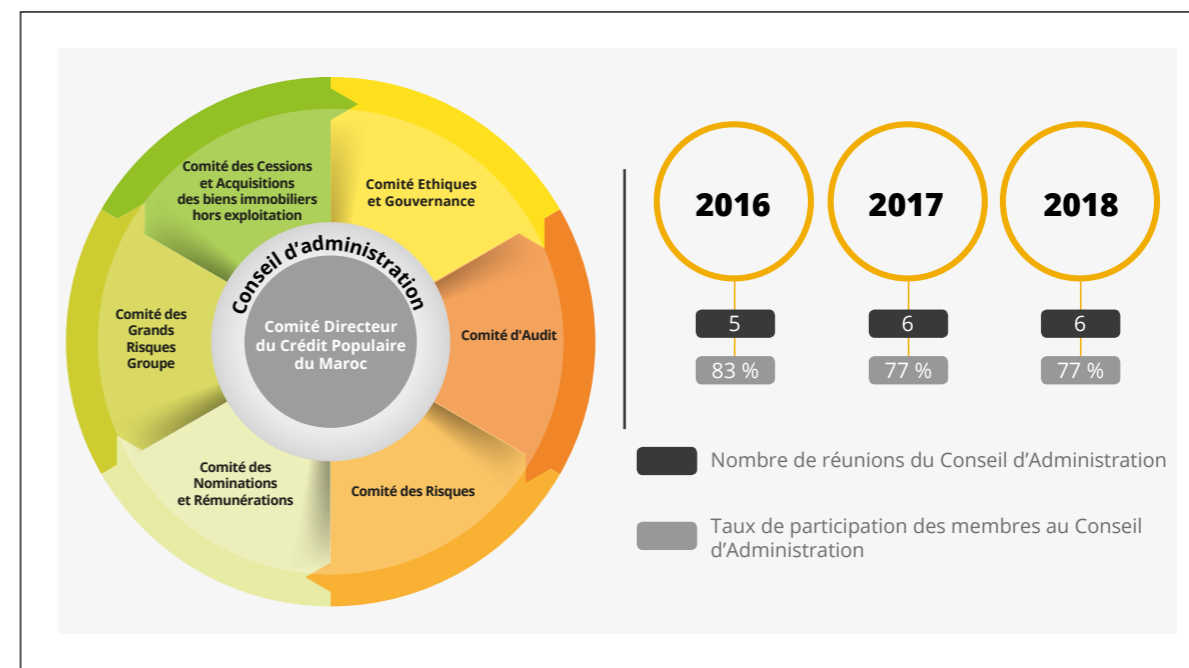 Comité des Cessions
et Acquisitions
des biens immobiliers
hors exploitation
Comité Ethiques
et Gouvernance
Comité d'Audit
Comité des Risques
Comité des
Nominations
et Rémunérations
Comité des
Grands
Risques
Groupe
Conseil d'administration
Comité Directeur
du Crédit Populaire
du Maroc
2016
2017
2018
5
6
6
83 %
77 %
77 %
Nombre de réunions du Conseil d’Administration
Taux de participation des membres au Conseil
d’Administration